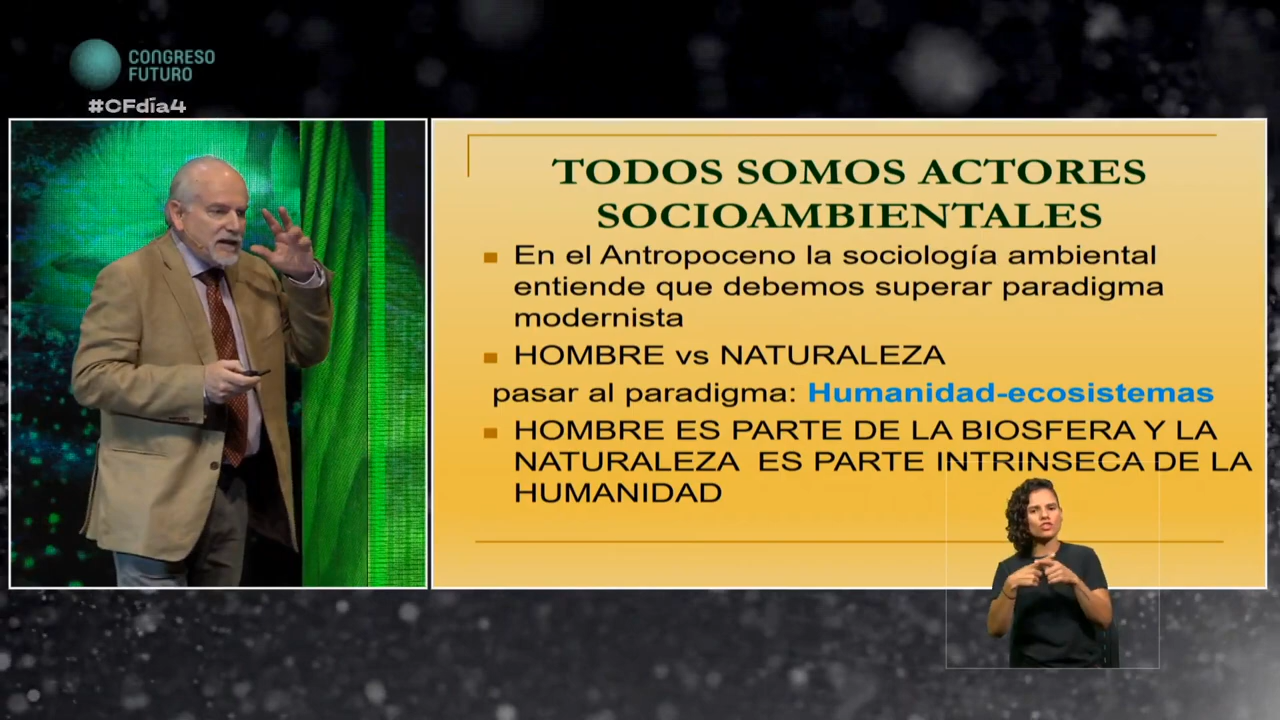 CONGRESO
FUTURO
#CFdía4
TODOS SOMOS ACTORES
SOCIOAMBIENTALES
En el Antropoceno la sociología ambiental
entiende que debemos superar paradigma
modernista
HOMBRE vs NATURALEZA
pasar al paradigma: Humanidad-ecosistemas
HOMBRE ES PARTE DE LA BIOSFERA Y LA
NATURALEZA ES PARTE INTRINSECA DE LA
HUMANIDAD